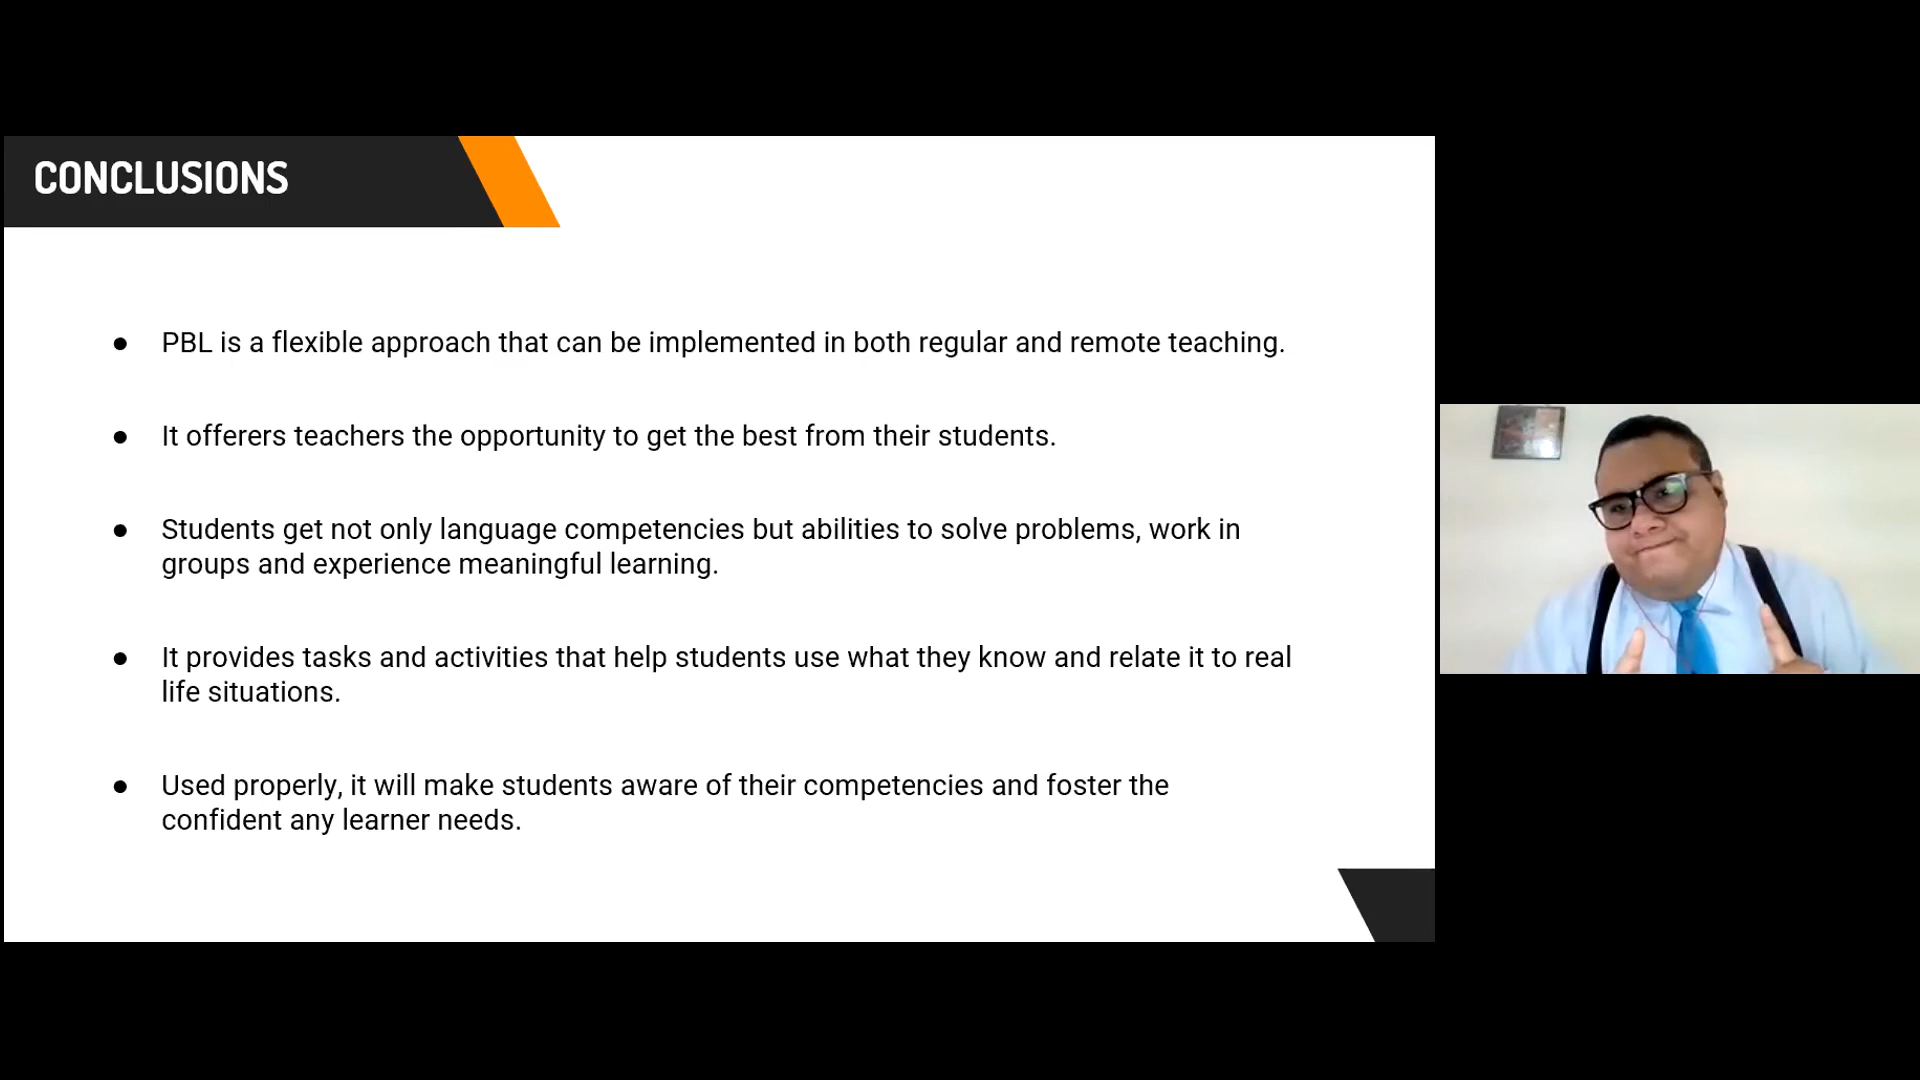 CONCLUSIONS
● PBL is a flexible approach that can be implemented in both regular and remote teaching.
● It offerers teachers the opportunity to get the best from their students.
● Students get not only language competencies but abilities to solve problems, work in
groups and experience meaningful learning.
● It provides tasks and activities that help students use what they know and relate it to real
life situations.
● Used properly, it will make students aware of their competencies and foster the
confident any learner needs.